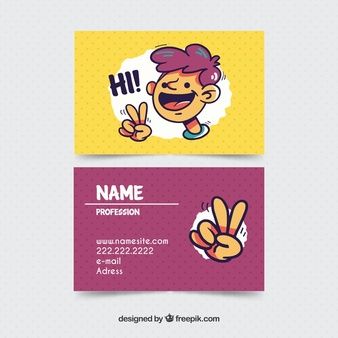 HI!
NAME
PROFESSION
www.namesite.com
222.222.2222
e-mail
Adress
designed by freepik.com